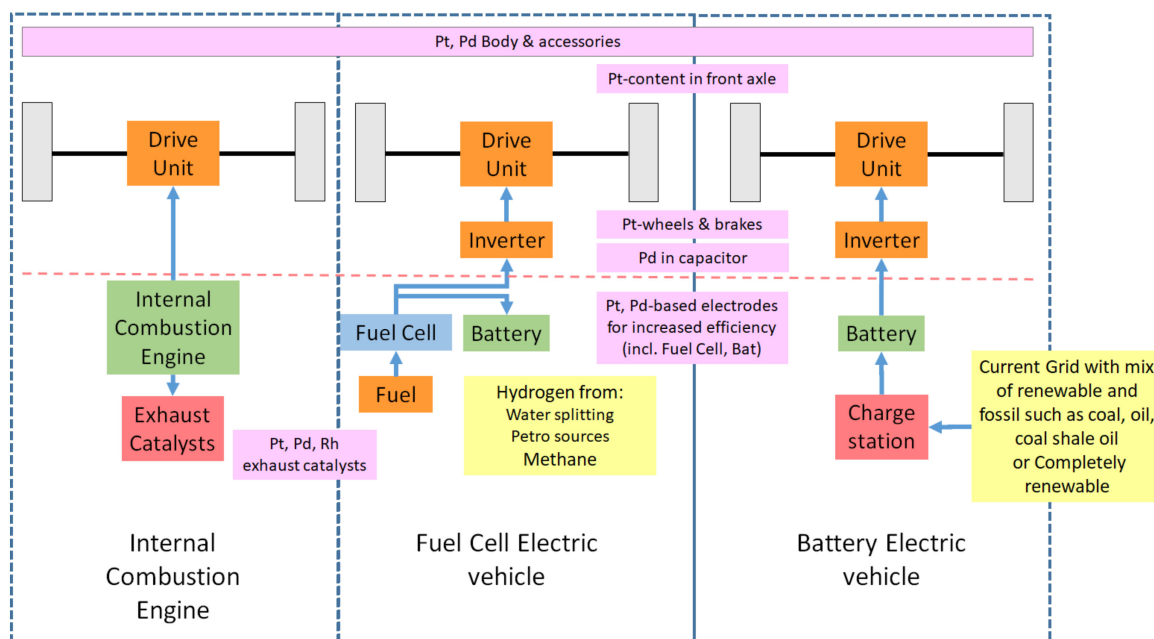 Pt, Pd Body & accessories
Pt-content in front axle
Drive
Unit
Drive
Unit
Drive
Unit
Pt-wheels & brakes
Inverter
Inverter
Pd in capacitor
Internal
Combustion
Engine
Pt, Pd-based electrodes
for increased efficiency
(incl. Fuel Cell, Bat)
Fuel Cell
Battery
Battery
Fuel
Hydrogen from:
Water splitting
Petro sources
Methane
Current Grid with mix
of renewable and
fossil such as coal, oil,
coal shale oil
or Completely
renewable
Exhaust
Catalysts
Charge
station
Pt, Pd, Rh
exhaust catalysts
Internal
Combustion
Engine
Fuel Cell Electric
vehicle
Battery Electric
vehicle